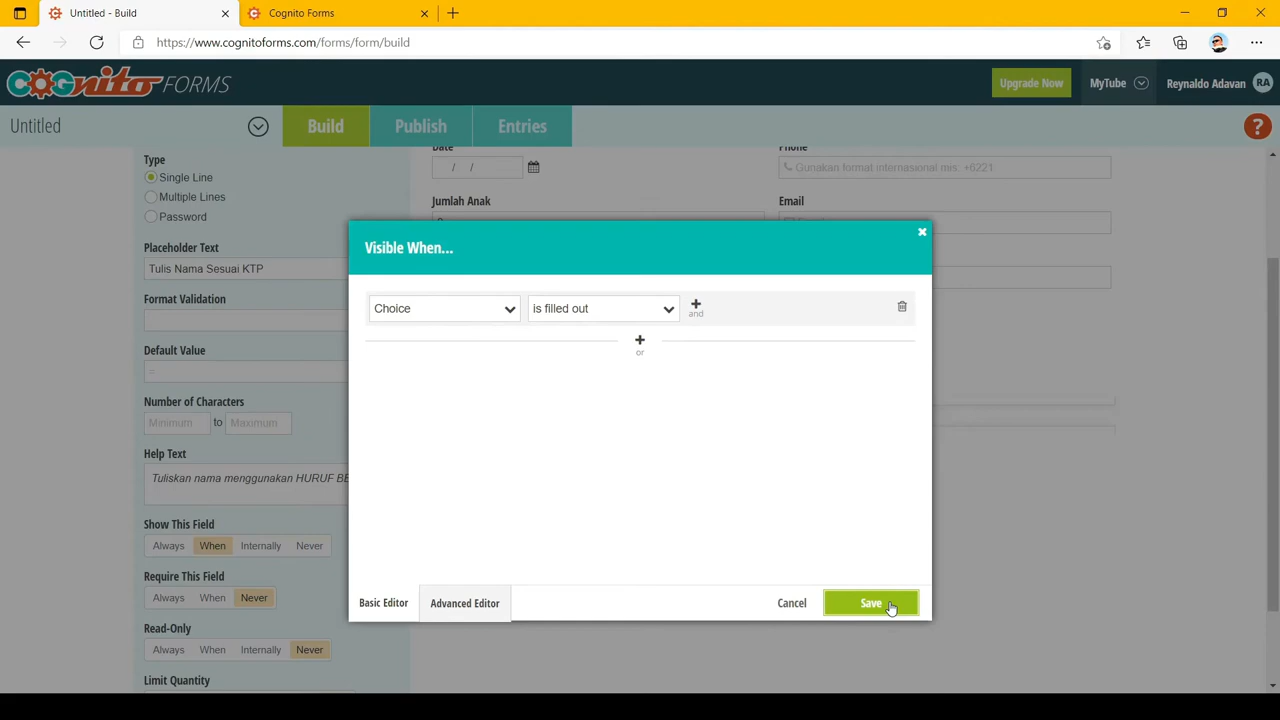 Untitled - Build
Cognito Forms
https://www.cognitoforms.com/forms/form/build
COGnito FORMS
Upgrade Now
MyTube
Reynaldo Adavan
RA
Untitled
Build
Publish
Entries
?
Type
Single Line
Multiple Lines
Password
Placeholder Text
Tulis Nama Sesuai KTP
Format Validation
Default Value
Number of Characters
Minimum to Maximum
Help Text
Tuliskan nama menggunakan HURUF BE
Show This Field
Always When Internally Never
Require This Field
Always When Never
Read-Only
Always When Internally Never
Limit Quantity
Date
/ /
Phone
Gunakan format internasional mis. +6221
Jumlah Anak
Email
Visible When...
Choice
is filled out
and
or
Basic Editor
Advanced Editor
Cancel
Save